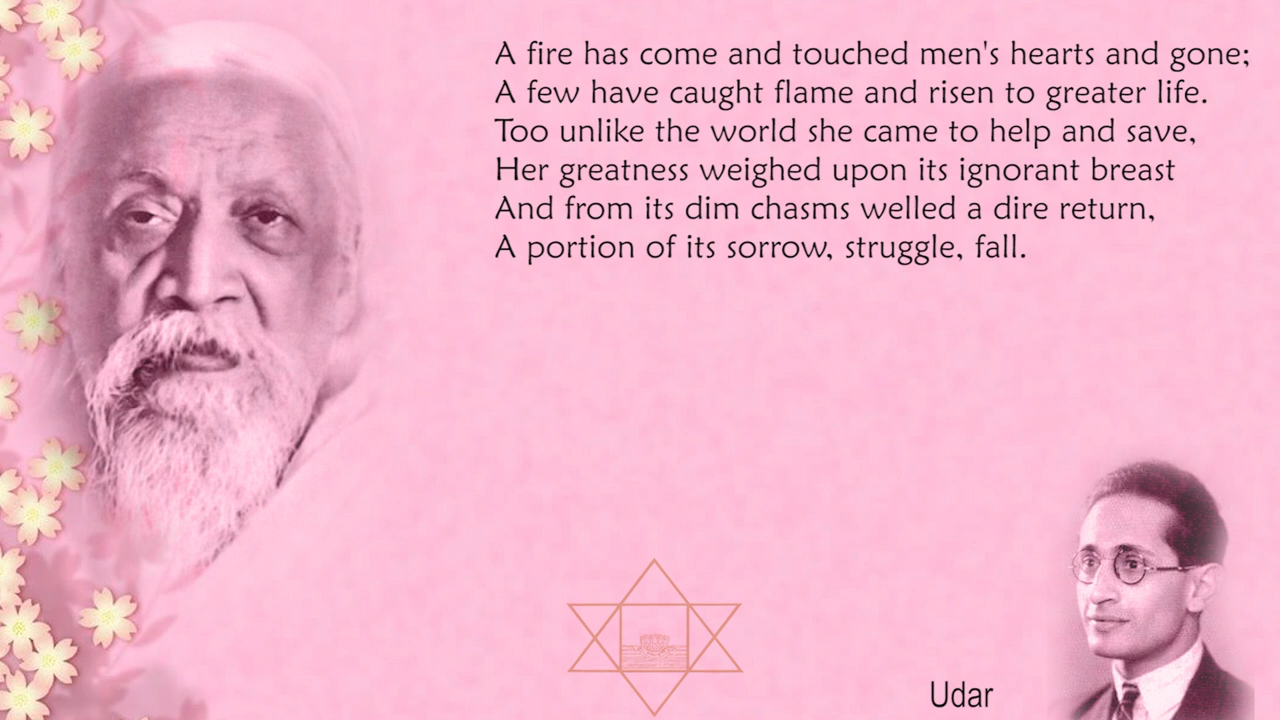 A fire has come and touched men's hearts and gone;
A few have caught flame and risen to greater life.
Too unlike the world she came to help and save,
Her greatness weighed upon its ignorant breast
And from its dim chasms welled a dire return,
A portion of its sorrow, struggle, fall.
Udar